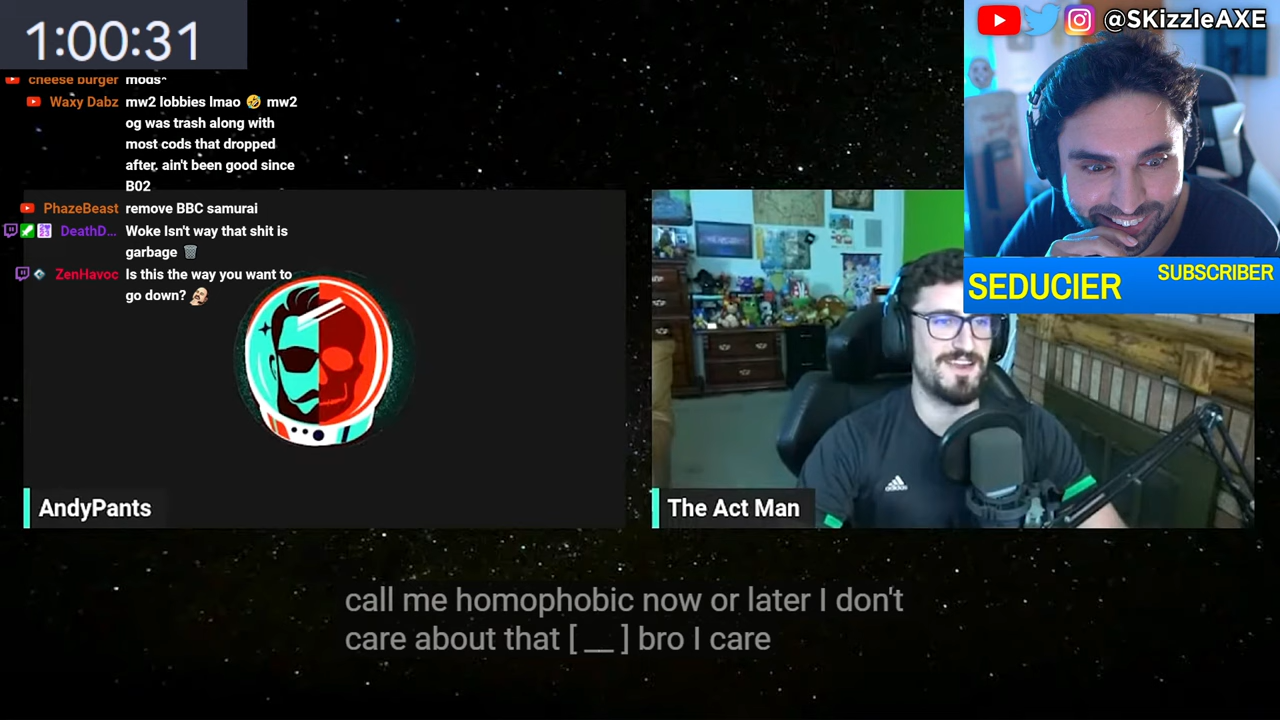 1:00:31
@SKizzleAXE
cheese burger mods^
Waxy Dabz mw2 lobbies lmao 🤣 mw2
og was trash along with
most cods that dropped
after. ain't been good since
B02
PhazeBeast remove BBC samurai
DeathD... Woke Isn't way that shit is
garbage 🗑️
ZenHavoc Is this the way you want to
go down?
SEDUCIER SUBSCRIBER
adidas
AndyPants
The Act Man
call me homophobic now or later I don't
care about that [ __ ] bro I care